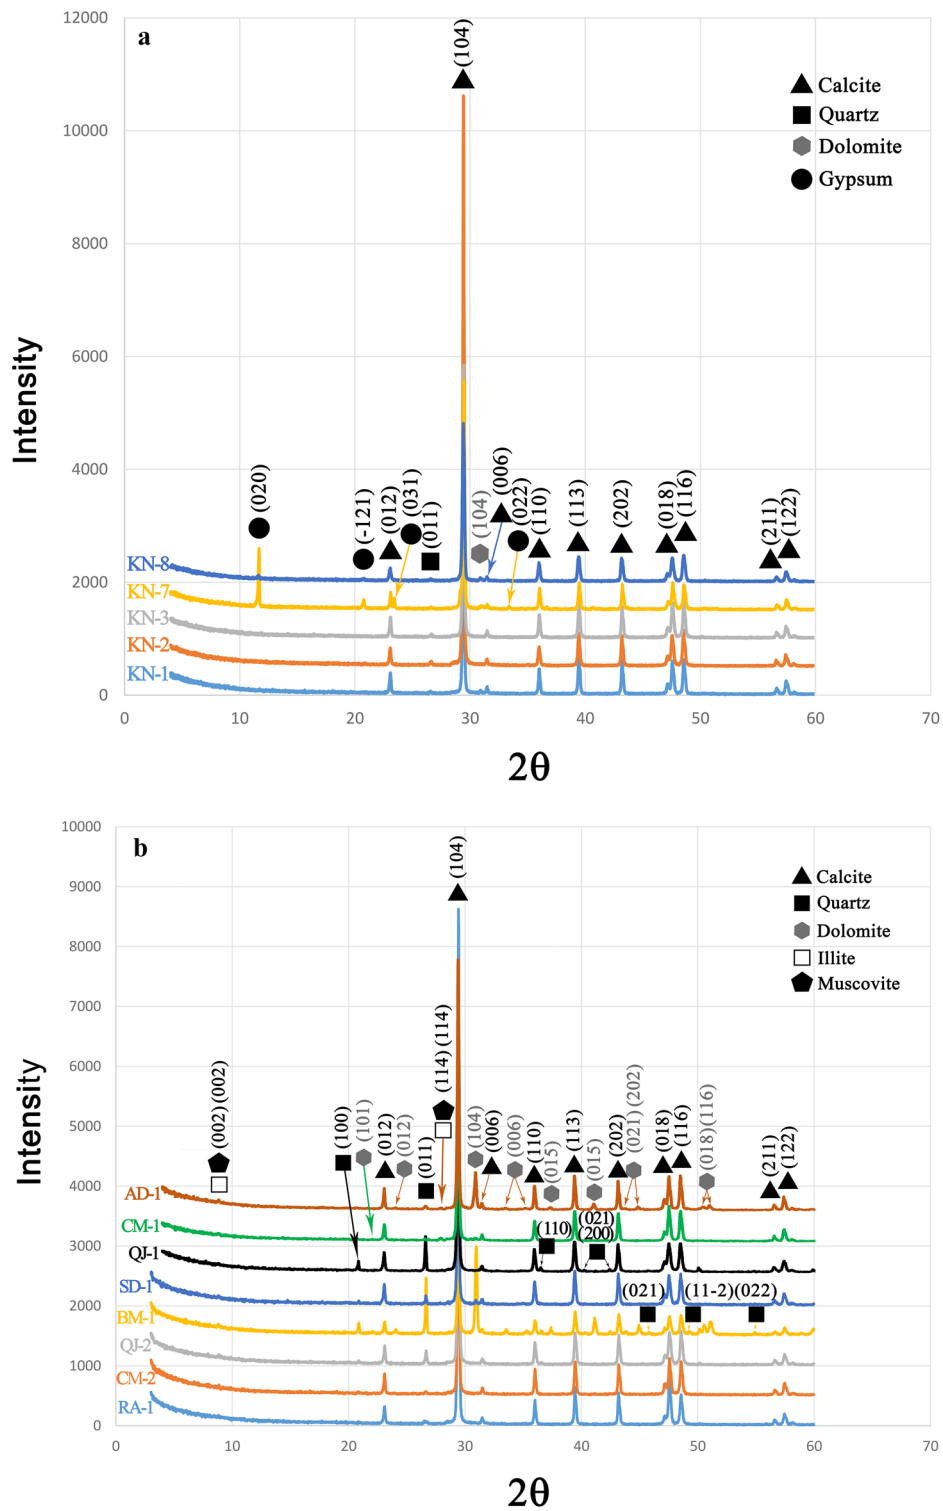 a
12000
10000
8000
6000
4000
2000
0
Intensity
(104)
Calcite
Quartz
Dolomite
Gypsum
(020)
(-121)
(012)
(031)
(011)
(104)
(006)
(022)
(110)
(113)
(202)
(018)
(116)
(211)
(122)
KN-8
KN-7
KN-3
KN-2
KN-1
0 10 20 30 40 50 60 70
2θ
b
10000
9000
8000
7000
6000
5000
4000
3000
2000
1000
0
Intensity
(104)
Calcite
Quartz
Dolomite
Illite
Muscovite
(002) (002)
(100)
(101)
(012)
(012)
(011)
(114) (114)
(104)
(006)
(006)
(110)
(015)
(113)
(015)
(202)
(021) (202)
(018)
(116)
(018) (116)
(211)
(122)
(110)
(021)
(200)
(021)
(11-2)
(022)
AD-1
CM-1
QJ-1
SD-1
BM-1
QJ-2
CM-2
RA-1
0 10 20 30 40 50 60 70
2θ